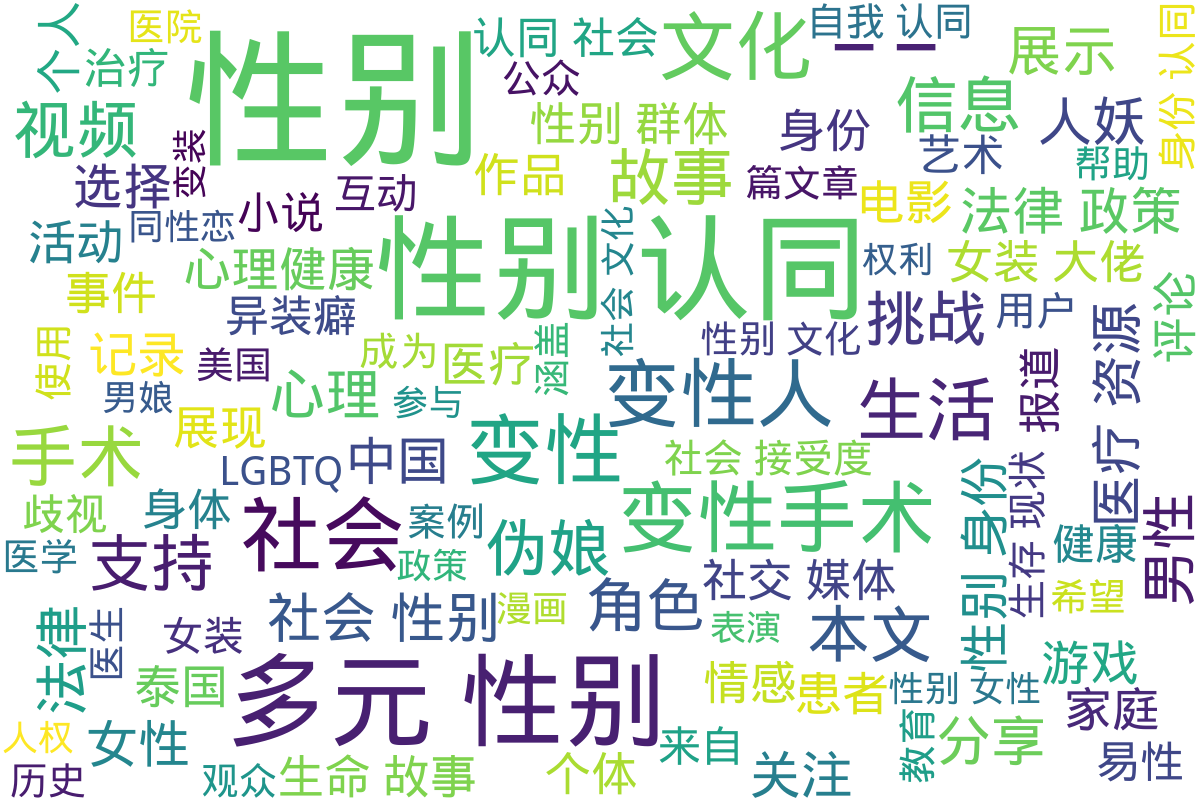 个人
医院
性别
认同 社会
文化
自我 认同
一一
展示
身份 认同
治疗
公众
视频
性别 群体
信息
人妖
身份
艺术
帮助
选择
变装
作品
故事
篇文章
电影
法律 政策
小说
互动
同性恋
活动
性别 认同
社会 文化
权利
女装 大佬
心理健康
事件
异装癖
挑战
用户
评论
资源
医疗
记录
使用
美国
成为
医疗
涵盖
性别 文化
报道
男娘
心理
参与
变性人
生活
展现
手术
LGBTQ
中国
变性
社会 接受度
性别 身份
生存 现状
歧视
身体
社会
案例
伪娘
变性手术
健康
男性
医学
支持
政策
社交 媒体
希望
法律
医生
女装
社会 性别
漫画
角色
表演
本文
游戏
泰国
多元 性别
情感
患者
性别 女性
家庭
人权
女性
来自
教育
分享
易性
历史
观众
生命 故事
个体
关注